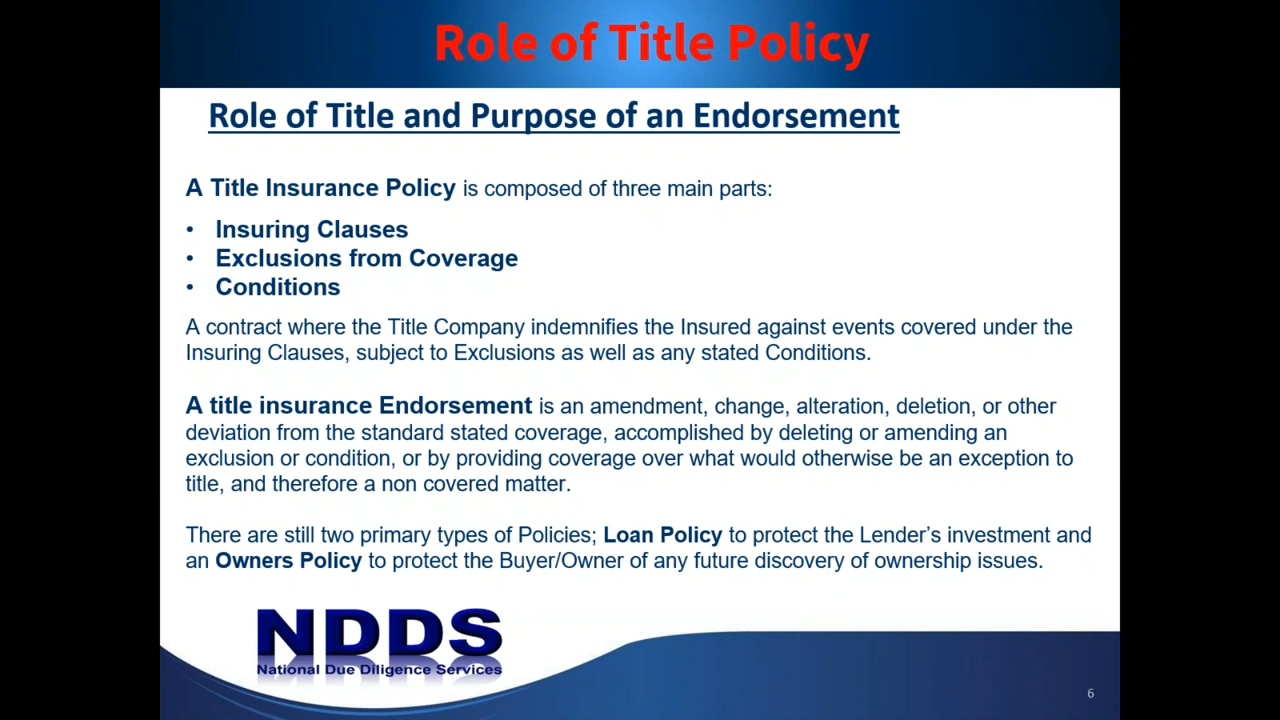 Role of Title Policy
Role of Title and Purpose of an Endorsement
A Title Insurance Policy is composed of three main parts:
• Insuring Clauses
• Exclusions from Coverage
• Conditions
A contract where the Title Company indemnifies the Insured against events covered under the
Insuring Clauses, subject to Exclusions as well as any stated Conditions.
A title insurance Endorsement is an amendment, change, alteration, deletion, or other
deviation from the standard stated coverage, accomplished by deleting or amending an
exclusion or condition, or by providing coverage over what would otherwise be an exception to
title, and therefore a non covered matter.
There are still two primary types of Policies; Loan Policy to protect the Lender’s investment and
an Owners Policy to protect the Buyer/Owner of any future discovery of ownership issues.
NDDS
National Due Diligence Services
6